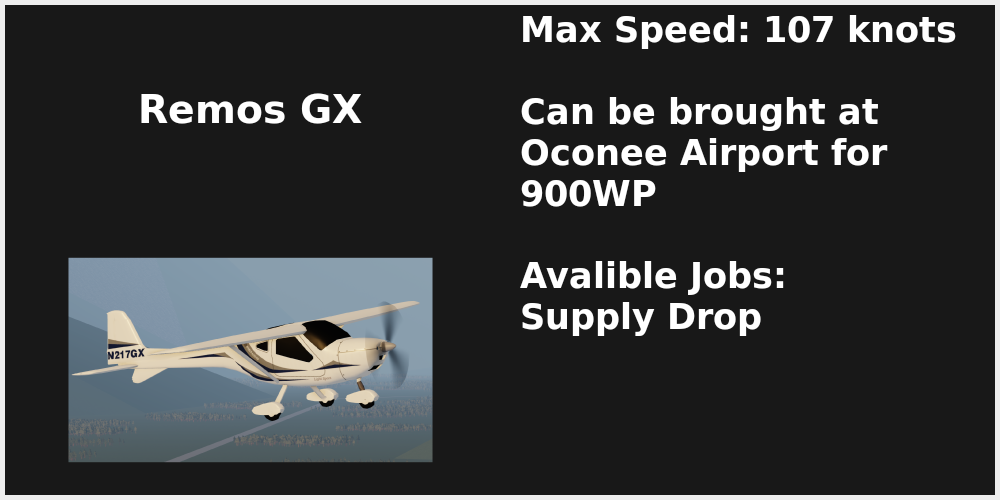 Max Speed: 107 knots
Remos GX
Can be brought at
Oconee Airport for
900WP
Avalible Jobs:
Supply Drop
N217GX